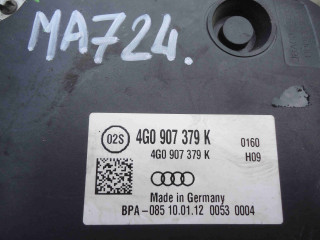 MA724.
02S
4G0 907 379 K
0160
4G0 907 379 K
H09
Made in Germany
BPA-085 10.01.12 0053 0004